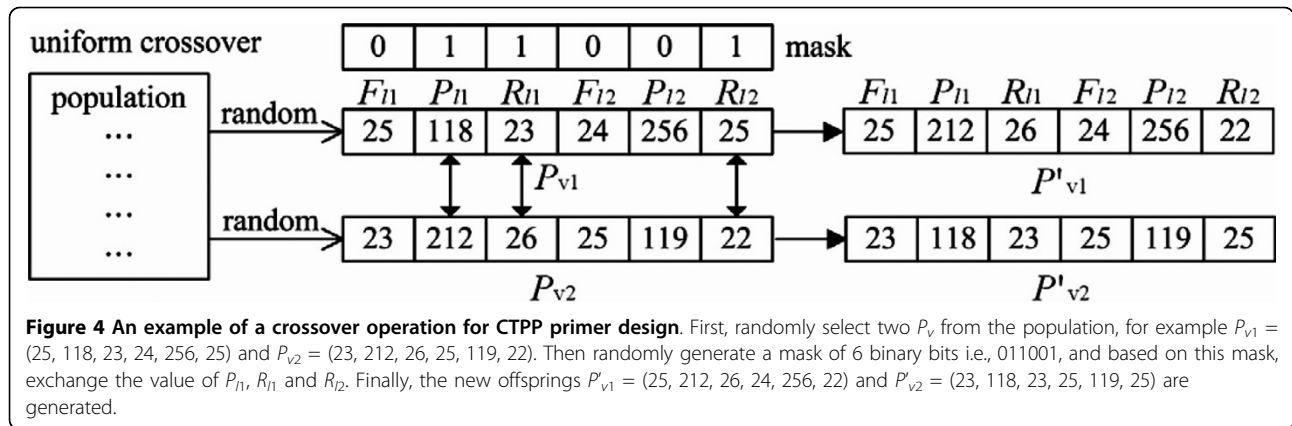 uniform crossover 0 1 1 0 0 1 mask
population
...
...
...
...
random
random
Fl1 Pl1 Rl1 Fl2 Pl2 Rl2
25 118 23 24 256 25
Pv1
23 212 26 25 119 22
Pv2
Fl1 Pl1 Rl1 Fl2 Pl2 Rl2
25 212 26 24 256 22
P'v1
23 118 23 25 119 25
P'v2
Figure 4 An example of a crossover operation for CTPP primer design. First, randomly select two Pv from the population, for example Pv1 =
(25, 118, 23, 24, 256, 25) and Pv2 = (23, 212, 26, 25, 119, 22). Then randomly generate a mask of 6 binary bits i.e., 011001, and based on this mask,
exchange the value of Pl1, Rl1 and Rl2. Finally, the new offsprings P'v1 = (25, 212, 26, 24, 256, 22) and P'v2 = (23, 118, 23, 25, 119, 25) are
generated.